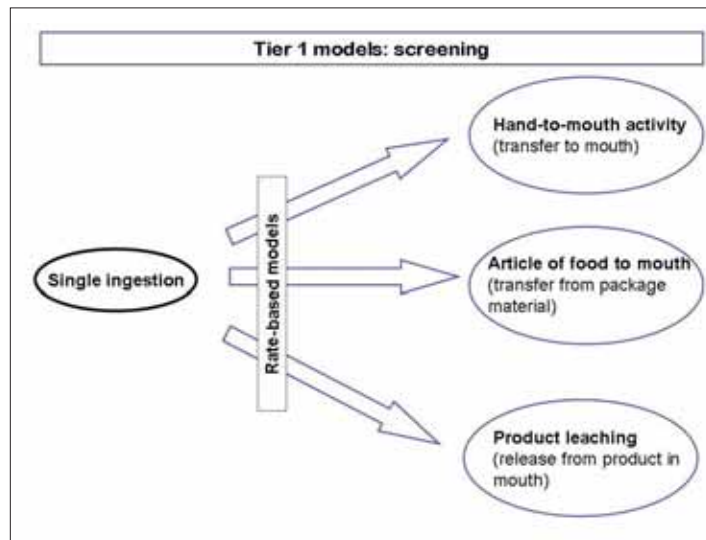 Tier 1 models: screening
Single ingestion
Rate-based models
Hand-to-mouth activity
(transfer to mouth)
Article of food to mouth
(transfer from package
material)
Product leaching
(release from product in
mouth)